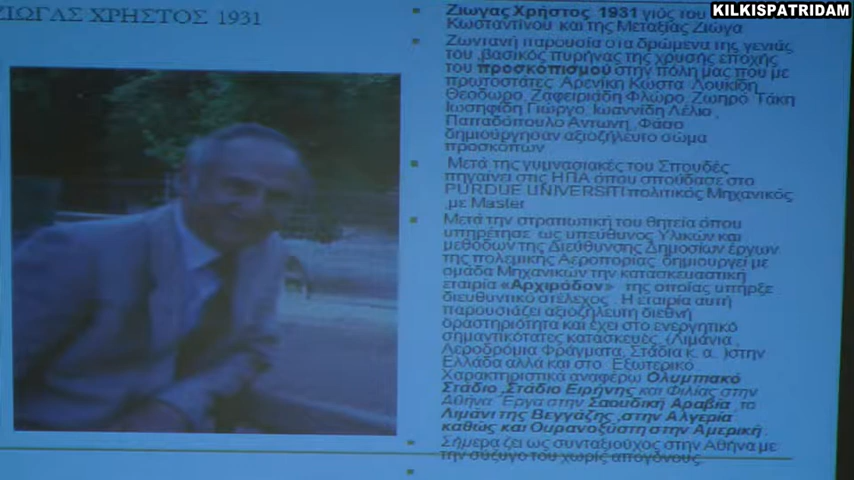 ΖΙΩΓΑΣ ΧΡΗΣΤΟΣ 1931
KILKISPATRIDAM
Ζιωγας Χρήστος 1931 γιός του
Κωσταντίνου και της Μεταξίας Ζιώγα
Ζωντανή παρουσία στα δρώμενα της γενιάς
του ,βασικός πυρήνας της χρυσής εποχής
του προσκοπισμού στην πόλη μας που με
πρωτοστάτες Αρενίκη Κώστα Λουκίδη
Θεόδωρο, Ζαφειριάδη Φλώρο, Ζωηρό Τάκη
Ιωσηφίδη Γιώργο, Ιωαννίδη Λέλιο,
Παπαδόπουλο Αντώνη, Φάσο
δημιούργησαν αξιοζήλευτο σώμα
προσκόπων
Μετά της γυμνασιακές του Σπουδές
πηγαίνει στις ΗΠΑ όπου σπούδασε στο
PURDUE UNIVERSITI πολιτικός Μηχανικός
,με Master
Μετά την στρατιωτική του θητεία όπου
υπηρέτησε ως υπεύθυνος Υλικών και
μεθόδων της Διεύθυνσης Δημοσίων έργων
της πολεμικής Αεροπορίας δημιουργεί με
ομάδα Μηχανικών την κατασκευαστική
εταιρία «Αρχιρόδον» της οποίας υπήρξε
διευθυντικό στέλεχος . Η εταιρία αυτή
παρουσιάζει αξιοζήλευτη διεθνή
δραστηριότητα και έχει στο ενεργητικό
σημαντικότατες κατασκευές, (Λιμάνια,
Αεροδρόμια Φράγματα, Στάδια κ. α. )στην
Ελλάδα αλλά και στο Εξωτερικό
Χαρακτηριστικά αναφέρω Ολυμπιακό
Στάδιο ,Στάδιο Ειρήνης και Φιλίας στην
Αθήνα Έργα στην Σαουδική Αραβία ,το
Λιμάνι της Βεγγάζης ,στην Αλγερία
καθώς και Ουρανοξύστη στην Αμερική .
Σήμερα ζει ως συνταξιούχος στην Αθήνα με
την σύζυγο του χωρίς απογόνους